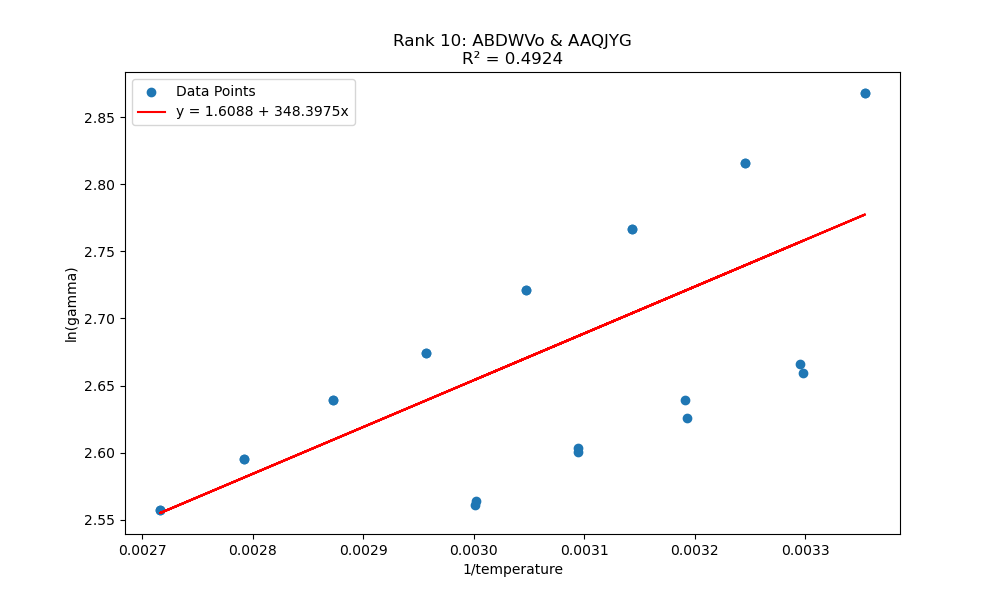 Rank 10: ABDWVo & AAQJYG
R² = 0.4924
Data Points
y = 1.6088 + 348.3975x
ln(gamma)
2.85
2.80
2.75
2.70
2.65
2.60
2.55
0.0027 0.0028 0.0029 0.0030 0.0031 0.0032 0.0033
1/temperature